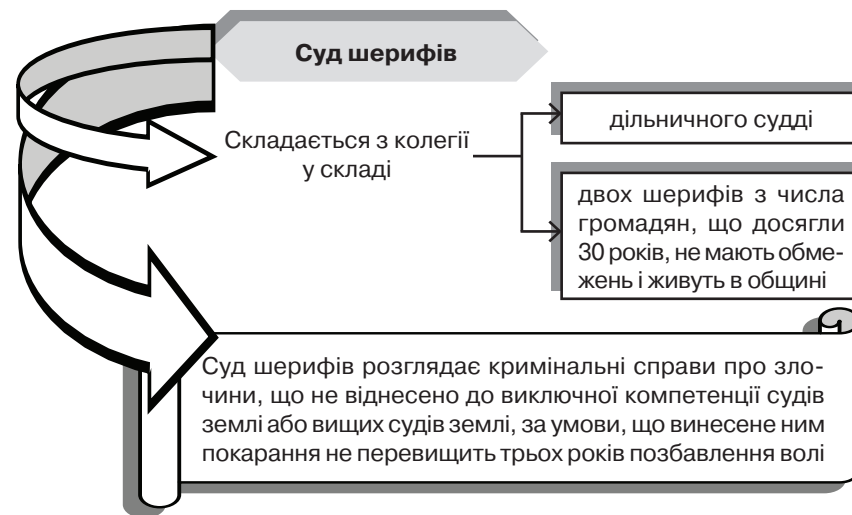 Суд шерифів
Складається з колегії
у складі
дільничного судді
двох шерифів з числа
громадян, що досягли
30 років, не мають обме-
жень і живуть в общині
Суд шерифів розглядає кримінальні справи про зло-
чини, що не віднесено до виключної компетенції судів
землі або вищих судів землі, за умови, що винесене ним
покарання не перевищить трьох років позбавлення волі